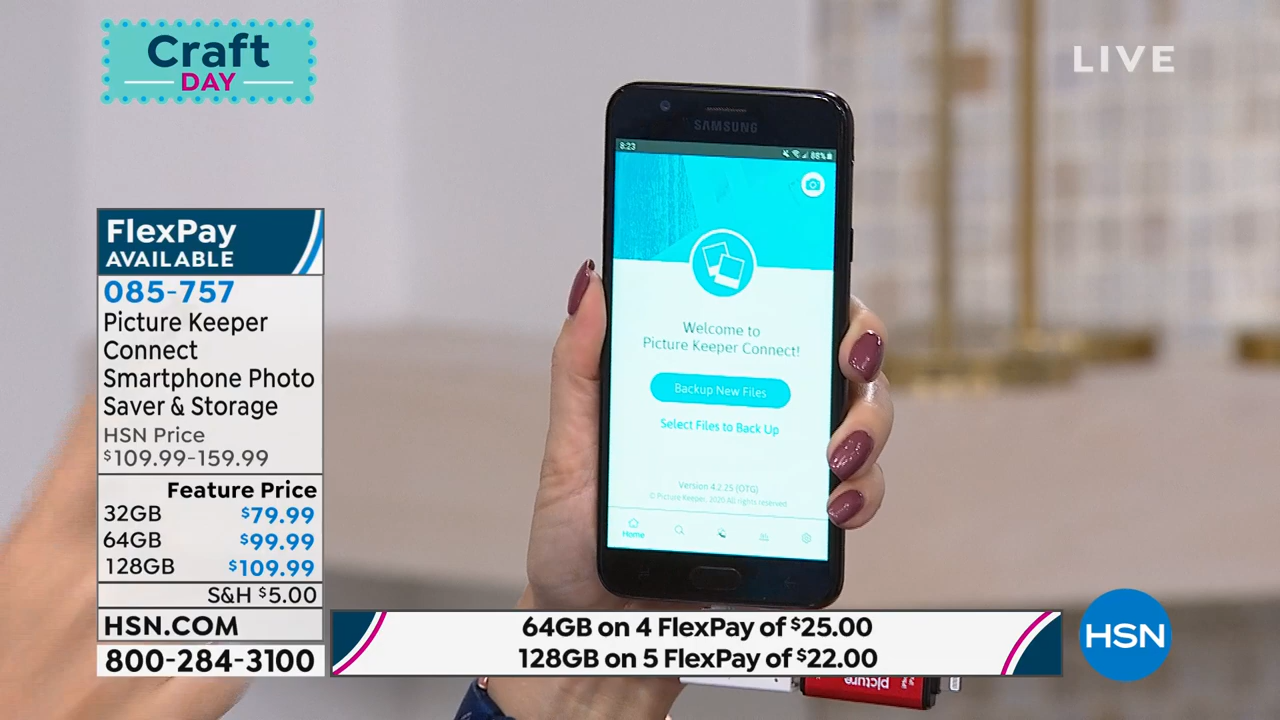 Craft
DAY
LIVE
FlexPay
AVAILABLE
085-757
Picture Keeper
Connect
Smartphone Photo
Saver & Storage
HSN Price
$109.99-159.99
Feature Price
32GB $79.99
64GB $99.99
128GB $109.99
S&H $5.00
HSN.COM
800-284-3100
SAMSUNG
8:23 88%
Welcome to
Picture Keeper Connect!
Backup New Files
Select Files to Back Up
Version 4.2.25 (OTG)
© Picture Keeper, 2020 All rights reserved
Home
64GB on 4 FlexPay of $25.00
128GB on 5 FlexPay of $22.00
HSN
picture